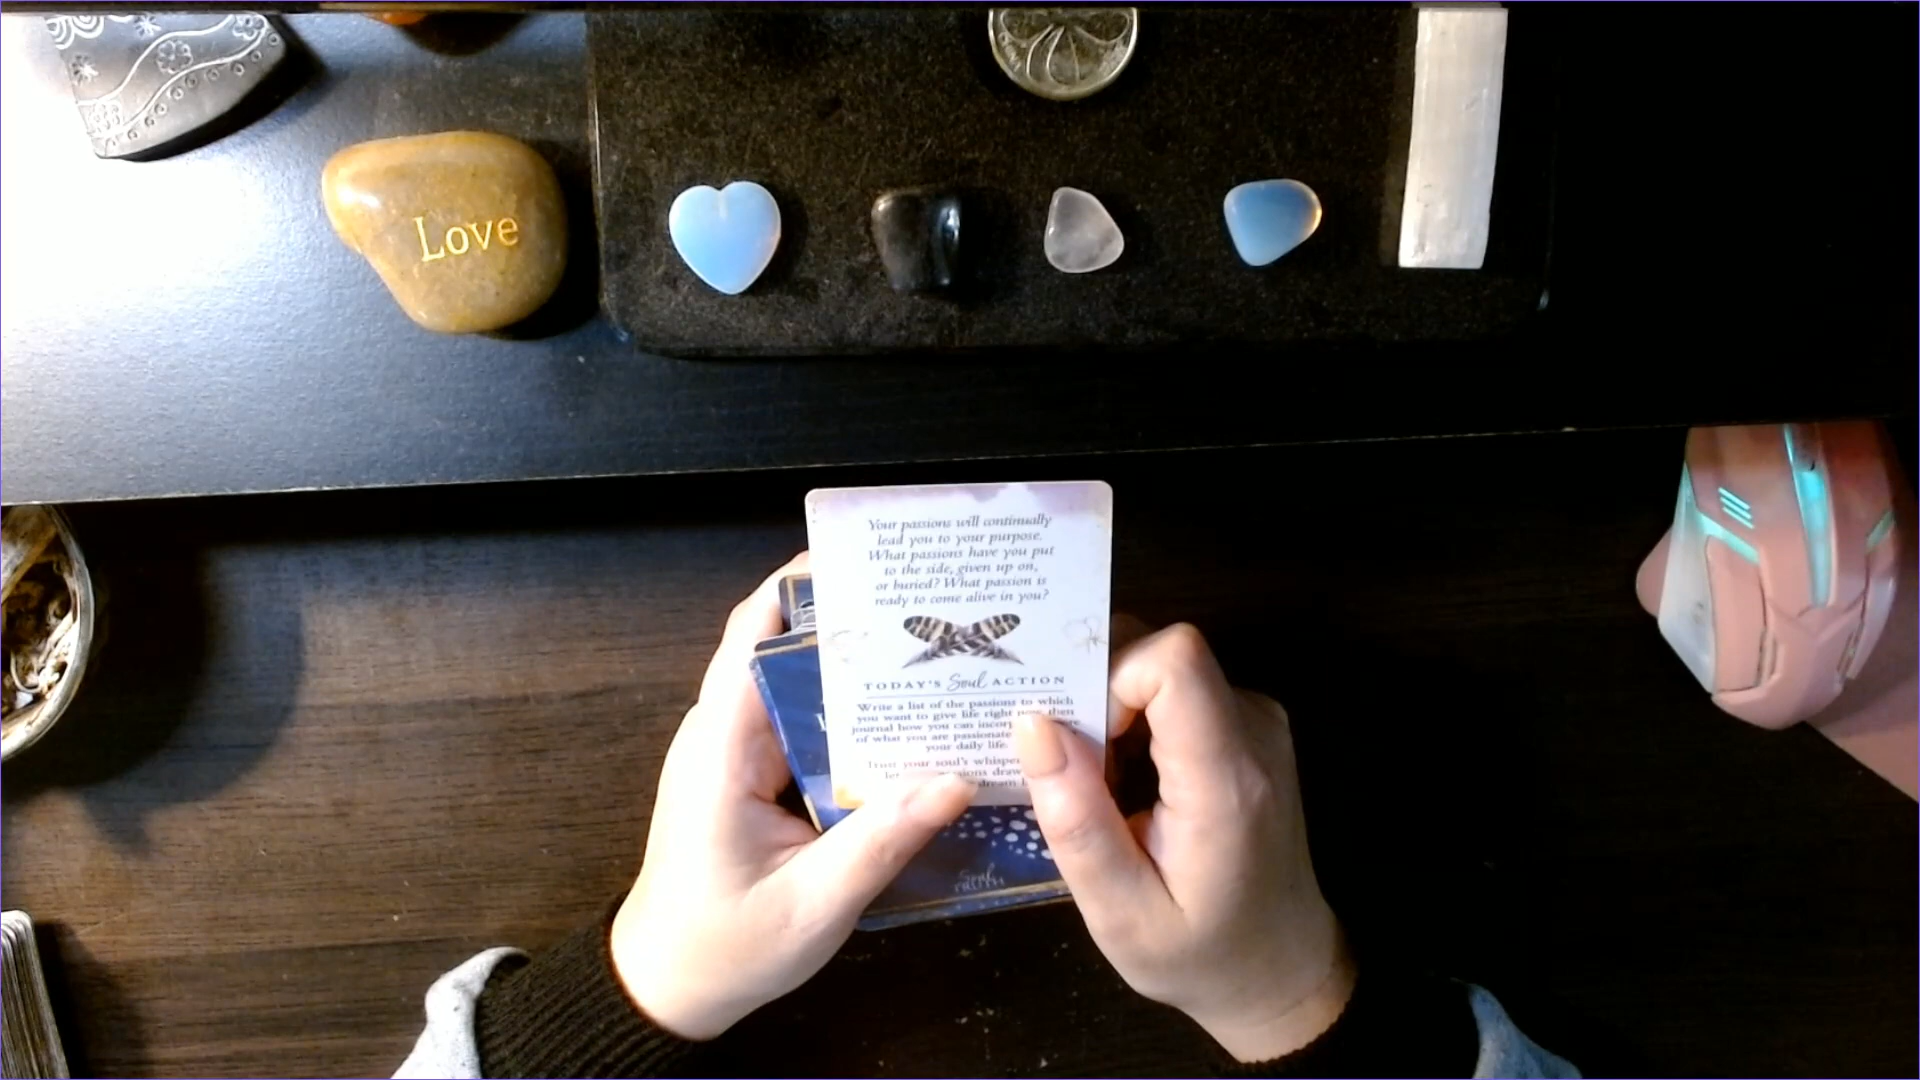 Love
Your passions will continually
lead you to your purpose.
What passions have you put
to the side, given up on,
or buried? What passion is
ready to come alive in you?
TODAY'S Soul ACTION
Write a list of the passions to which
you want to give life right now, then
journal how you can
of what you are passionate
your daily life.
Trust your soul's
draw
dream
Soul
TRUTH